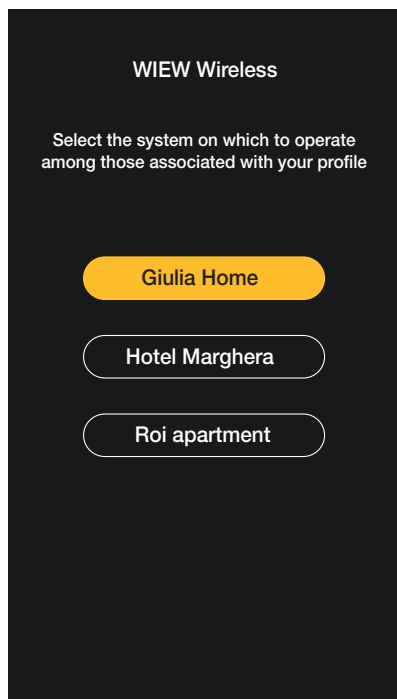 WIEW Wireless
Select the system on which to operate
among those associated with your profile
Giulia Home
Hotel Marghera
Roi apartment